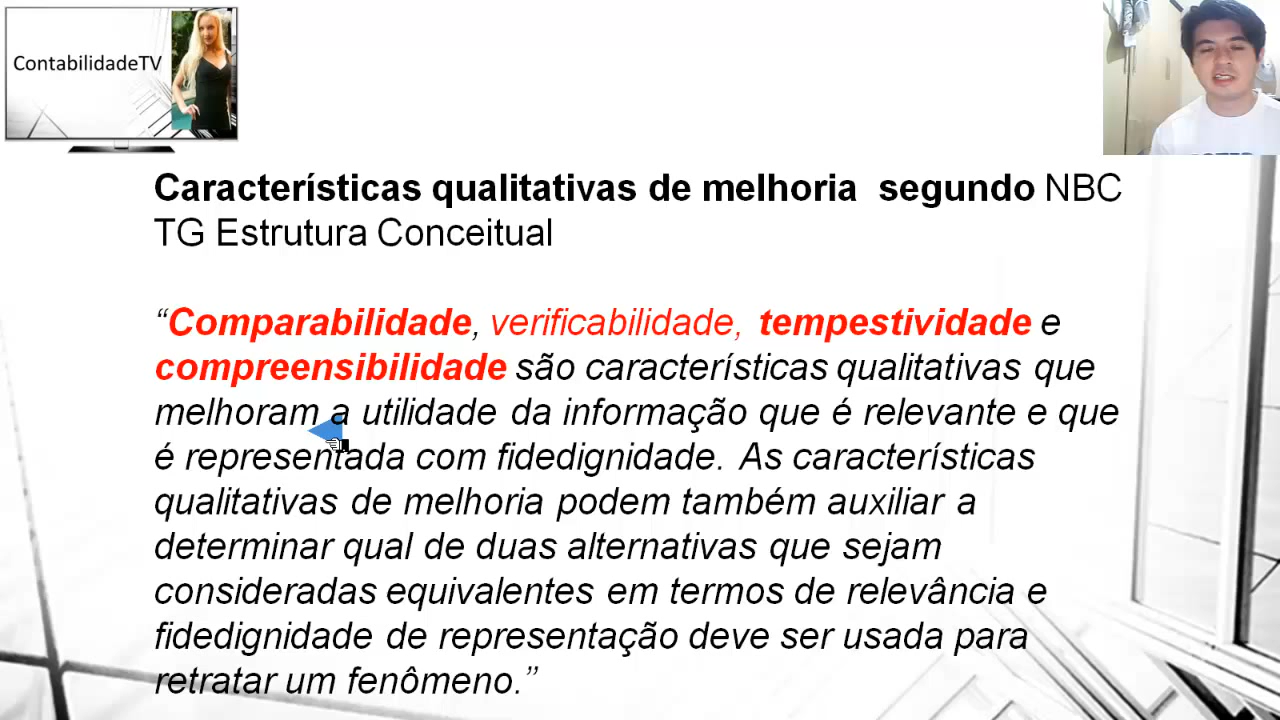 ContabilidadeTV
Características qualitativas de melhoria segundo NBC
TG Estrutura Conceitual
“Comparabilidade, verificabilidade, tempestividade e
compreensibilidade são características qualitativas que
melhoram a utilidade da informação que é relevante e que
é representada com fidedignidade. As características
qualitativas de melhoria podem também auxiliar a
determinar qual de duas alternativas que sejam
consideradas equivalentes em termos de relevância e
fidedignidade de representação deve ser usada para
retratar um fenômeno.”